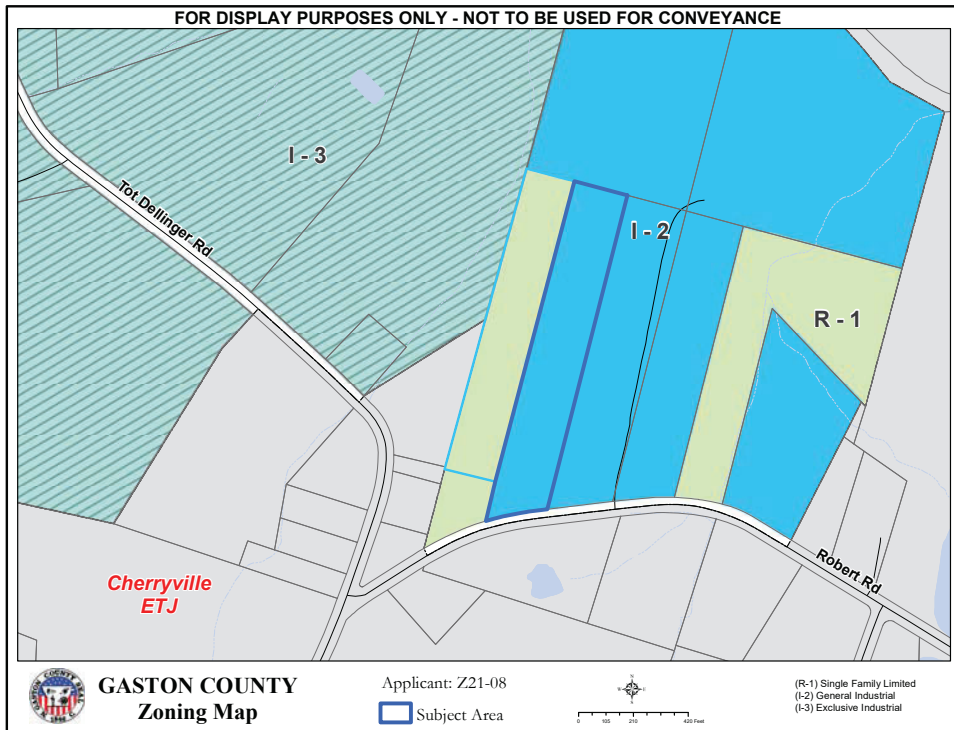 FOR DISPLAY PURPOSES ONLY - NOT TO BE USED FOR CONVEYANCE
I - 3
Tot Dellinger Rd
I - 2
R - 1
Cherryville
ETJ
Robert Rd
GASTON COUNTY
Zoning Map
Applicant: Z21-08
Subject Area
N
W
E
S
0 105 210 420 Feet
(R-1) Single Family Limited
(I-2) General Industrial
(I-3) Exclusive Industrial